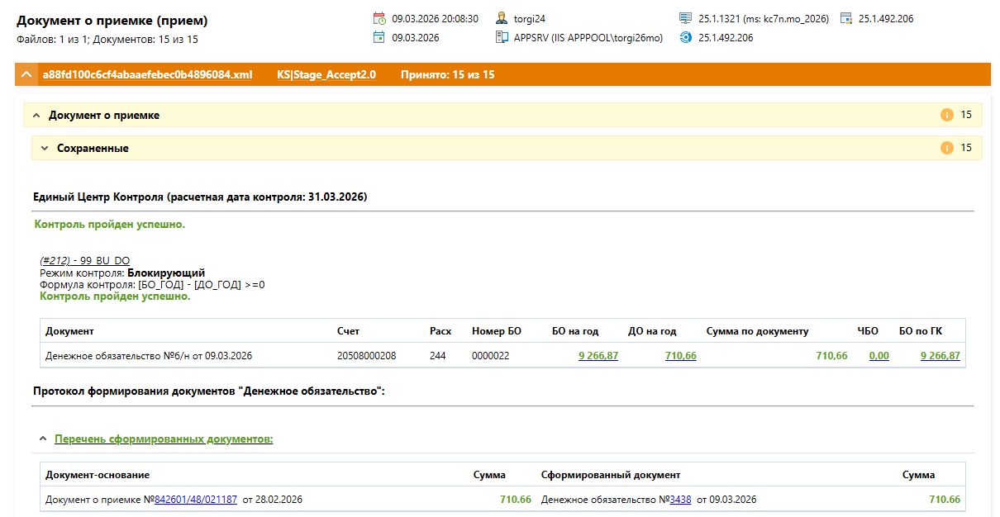 Документ о приемке (прием)
Файлов: 1 из 1; Документов: 15 из 15
09.03.2026 20:08:30
torgi24
25.1.1321 (ms: kc7n.mo_2026)
25.1.492.206
09.03.2026
APPSRV (IIS APPPOOL\torgi26mo)
25.1.492.206
a88fd100c6cf4abaaefebec0b4896084.xml KS|Stage_Accept2.0 Принято: 15 из 15
Документ о приемке 15
Сохраненные 15
Единый Центр Контроля (расчетная дата контроля: 31.03.2026)
Контроль пройден успешно.
(#212) - 99_BU_DO
Режим контроля: Блокирующий
Формула контроля: [БО_ГОД] - [ДО_ГОД] >=0
Контроль пройден успешно.
Документ Счет Расх Номер БО БО на год ДО на год Сумма по документу ЧБО БО по ГК
Денежное обязательство №б/н от 09.03.2026 20508000208 244 0000022 9 266,87 710,66 710,66 0,00 9 266,87
Протокол формирования документов "Денежное обязательство":
Перечень сформированных документов:
Документ-основание Сумма Сформированный документ Сумма
Документ о приемке №842601/48/021187 от 28.02.2026 710.66 Денежное обязательство №3438 от 09.03.2026 710.66